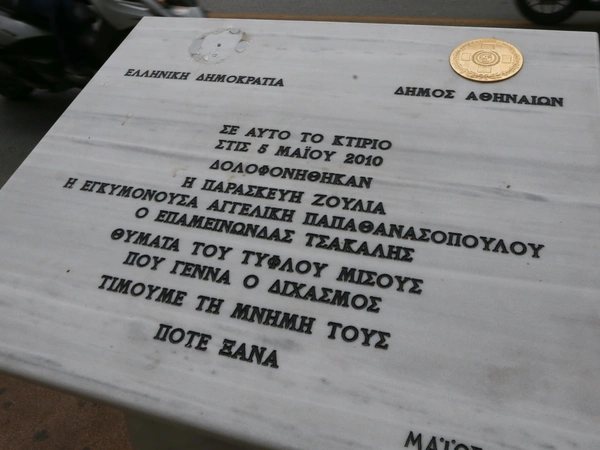 ΕΛΛΗΝΙΚΗ ΔΗΜΟΚΡΑΤΙΑ
ΔΗΜΟΣ ΑΘΗΝΑΙΩΝ
ΣΕ ΑΥΤΟ ΤΟ ΚΤΙΡΙΟ
ΣΤΙΣ 5 ΜΑΪΟΥ 2010
ΔΟΛΟΦΟΝΗΘΗΚΑΝ
Η ΠΑΡΑΣΚΕΥΗ ΖΟΥΛΙΑ
Η ΕΓΚΥΜΟΝΟΥΣΑ ΑΓΓΕΛΙΚΗ ΠΑΠΑΘΑΝΑΣΟΠΟΥΛΟΥ
Ο ΕΠΑΜΕΙΝΩΝΔΑΣ ΤΣΑΚΑΛΗΣ
ΘΥΜΑΤΑ ΤΟΥ ΤΥΦΛΟΥ ΜΙΣΟΥΣ
ΠΟΥ ΓΕΝΝΑ Ο ΔΙΧΑΣΜΟΣ
ΤΙΜΟΥΜΕ ΤΗ ΜΝΗΜΗ ΤΟΥΣ
ΠΟΤΕ ΞΑΝΑ